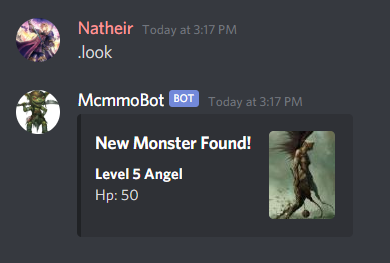 Natheir Today at 3:17 PM
.look
McmmoBot BOT Today at 3:17 PM
New Monster Found!
Level 5 Angel
Hp: 50